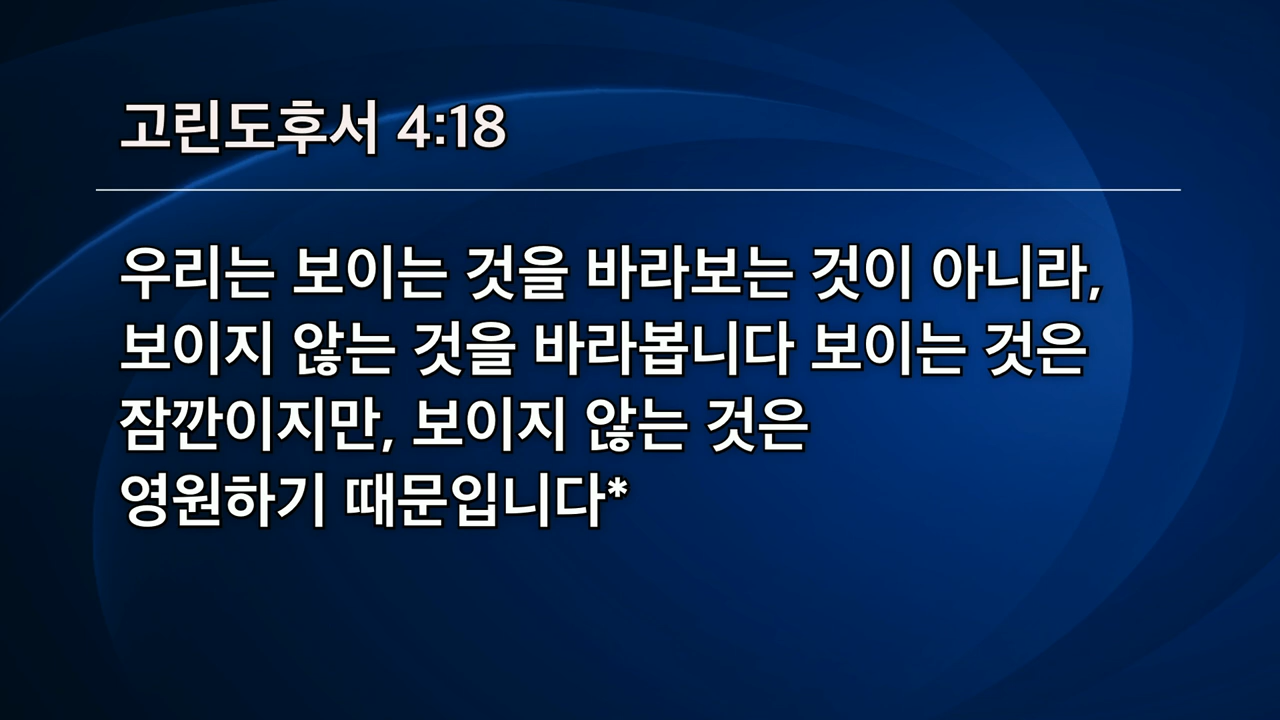 고린도후서 4:18
우리는 보이는 것을 바라보는 것이 아니라,
보이지 않는 것을 바라봅니다 보이는 것은
잠깐이지만, 보이지 않는 것은
영원하기 때문입니다*